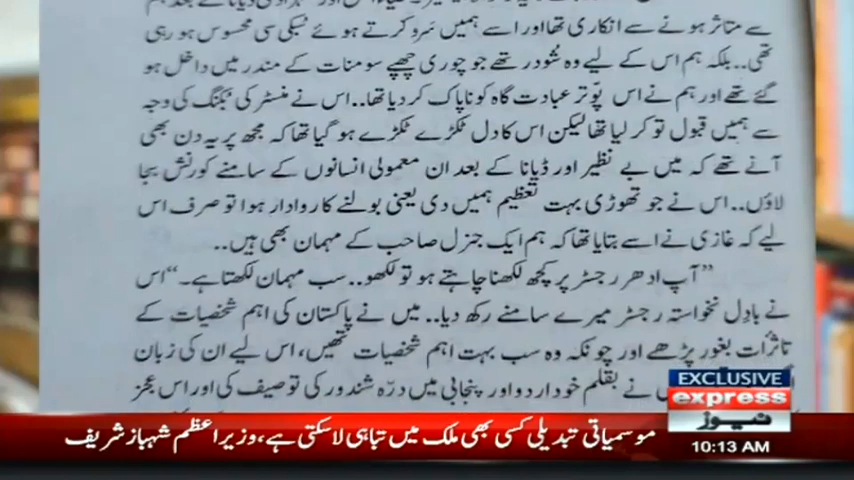 سے متاثر ہونے سے انکاری تھا اور اسے ہمیں سَرو کرتے ہوئے سُبکی سی محسوس ہو رہی
تھی.. بلکہ ہم اس کے لیے وہ شُودر تھے جو چوری چھپے سومنات کے مندر میں داخل ہو
گئے تھے اور ہم نے اس پَوِتر عبادت گاہ کو ناپاک کر دیا تھا.. اس نے منسٹر کی بُکنگ کی وجہ
سے ہمیں قبول تو کر لیا تھا لیکن اس کا دل ٹکڑے ٹکڑے ہو گیا تھا کہ مجھ پر یہ دن بھی
آنے تھے کہ میں بے نظیر اور ڈیانا کے بعد ان معمولی انسانوں کے سامنے کورنش بجا
لاؤں.. اس نے جو تھوڑی بہت تعظیم ہمیں دی یعنی بولنے کا روادار ہوا تو صرف اس
لیے کہ غازی نے اسے بتایا تھا کہ ہم ایک جنرل صاحب کے مہمان بھی ہیں..
”آپ ادھر رجسٹر پر کچھ لکھنا چاہتے ہو تو لکھو.. سب مہمان لکھتا ہے۔“ اس
نے بادِل نخواستہ رجسٹر میرے سامنے رکھ دیا.. میں نے پاکستان کی اہم شخصیات کے
تاثرات بغور پڑھے اور چونکہ وہ سب بہت اہم شخصیات تھیں، اس لیے ان کی زبان
نے بقلم خود اردو اور پنجابی میں درّہ شندور کی توصیف کی اور اس عجز
EXCLUSIVE
express
نیوز
10:13 AM
موسمیاتی تبدیلی کسی بھی ملک میں تباہی لا سکتی ہے، وزیراعظم شہباز شریف